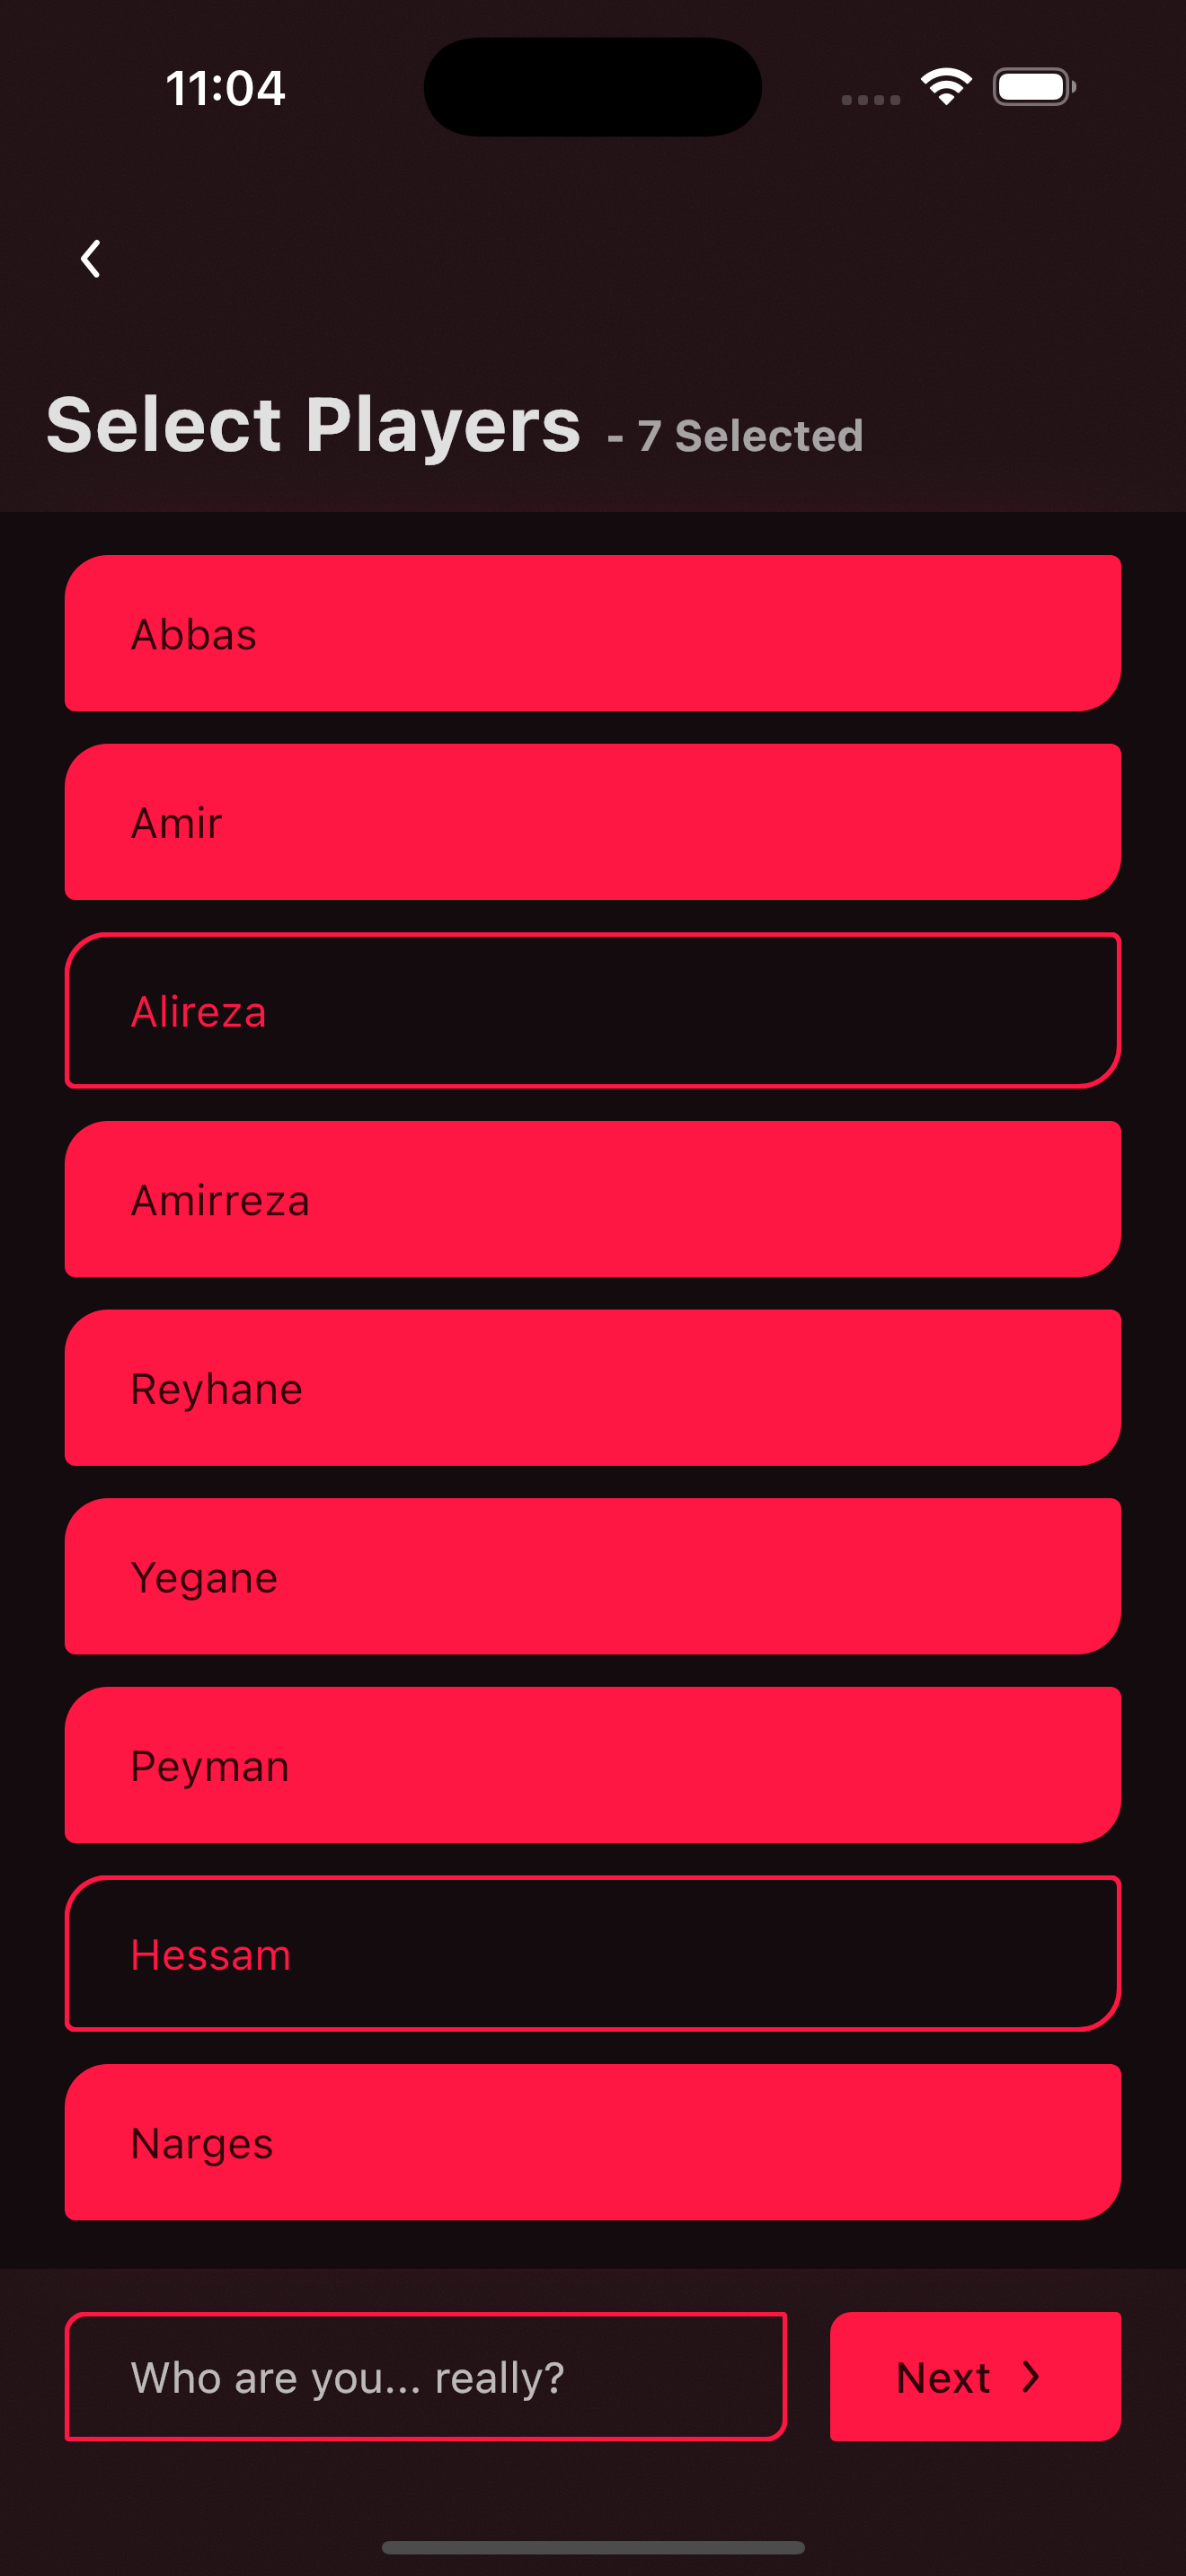 11:04
Select Players - 7 Selected
Abbas
Amir
Alireza
Amirreza
Reyhane
Yegane
Peyman
Hessam
Narges
Who are you... really?
Next